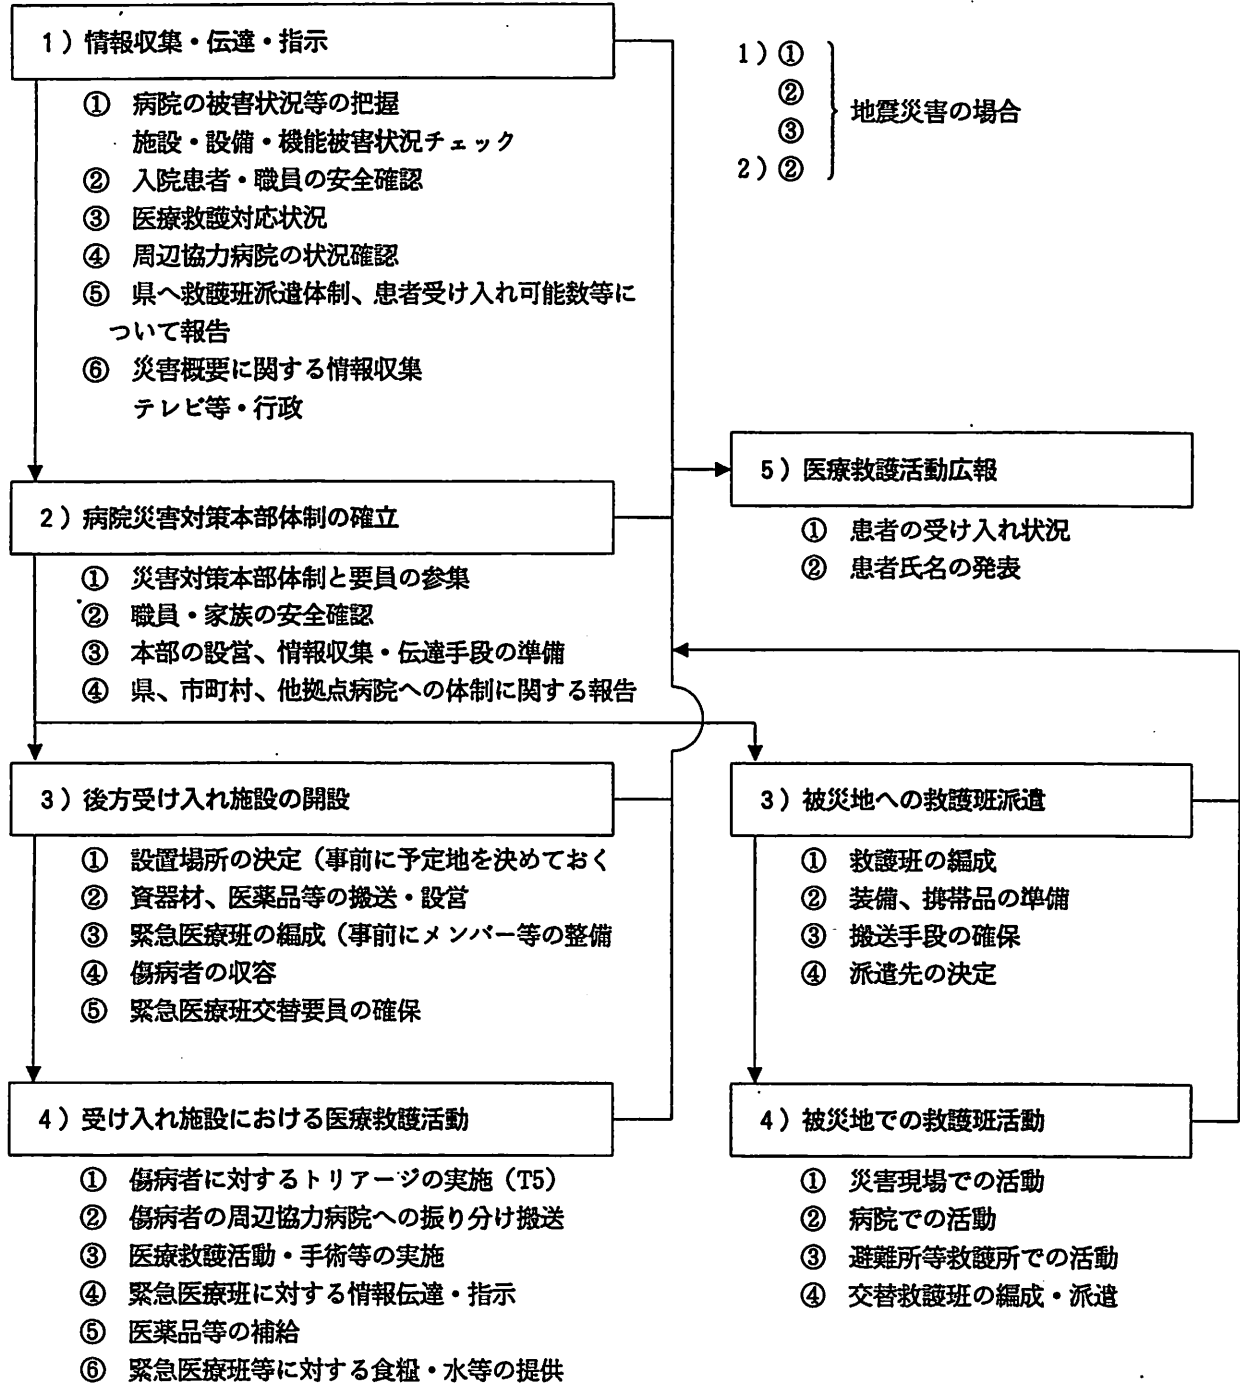 1）情報収集・伝達・指示
① 病院の被害状況等の把握
施設・設備・機能被害状況チェック
② 入院患者・職員の安全確認
③ 医療救護対応状況
④ 周辺協力病院の状況確認
⑤ 県へ救護班派遣体制、患者受け入れ可能数等に
ついて報告
⑥ 災害概要に関する情報収集
テレビ等・行政
1）①
②
③
2）②
地震災害の場合
2）病院災害対策本部体制の確立
① 災害対策本部体制と要員の参集
② 職員・家族の安全確認
③ 本部の設営、情報収集・伝達手段の準備
④ 県、市町村、他拠点病院への体制に関する報告
5）医療救護活動広報
① 患者の受け入れ状況
② 患者氏名の発表
3）後方受け入れ施設の開設
① 設置場所の決定（事前に予定地を決めておく
② 資器材、医薬品等の搬送・設営
③ 緊急医療班の編成（事前にメンバー等の整備
④ 傷病者の収容
⑤ 緊急医療班交替要員の確保
3）被災地への救護班派遣
① 救護班の編成
② 装備、携帯品の準備
③ 搬送手段の確保
④ 派遣先の決定
4）受け入れ施設における医療救護活動
① 傷病者に対するトリアージの実施（T5）
② 傷病者の周辺協力病院への振り分け搬送
③ 医療救護活動・手術等の実施
④ 緊急医療班に対する情報伝達・指示
⑤ 医薬品等の補給
⑥ 緊急医療班等に対する食糧・水等の提供
4）被災地での救護班活動
① 災害現場での活動
② 病院での活動
③ 避難所等救護所での活動
④ 交替救護班の編成・派遣